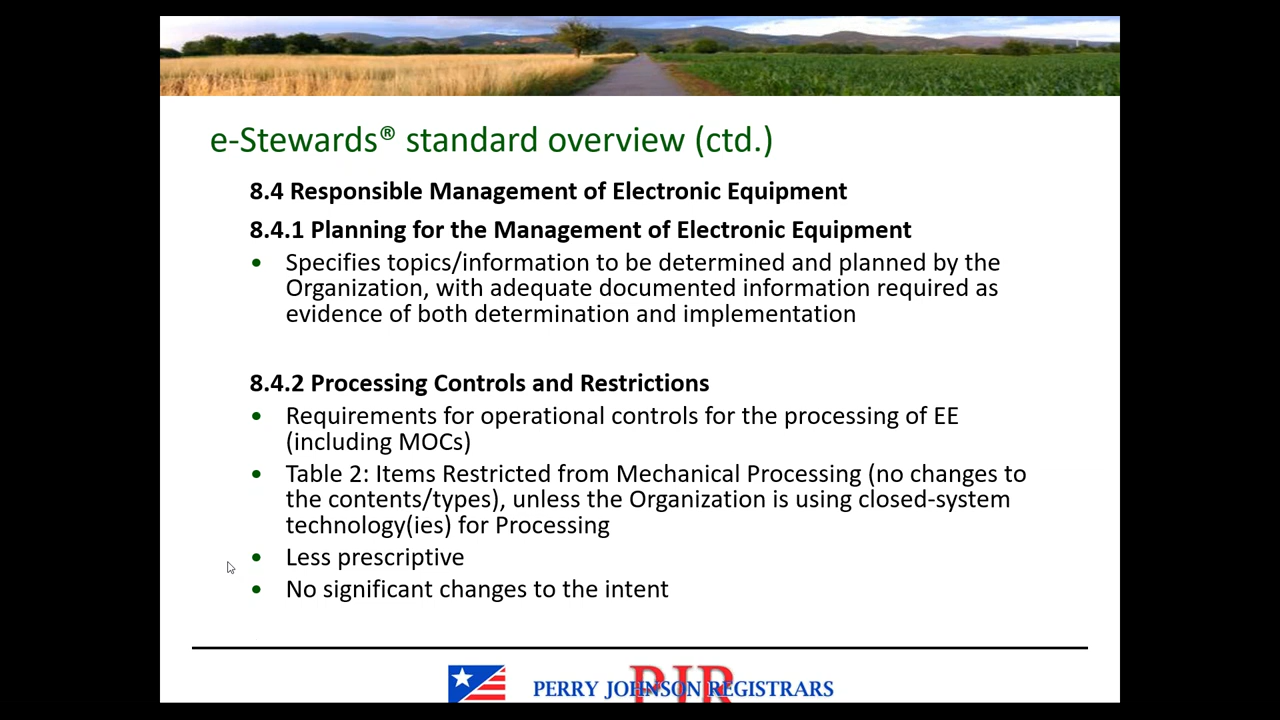 e-Stewards® standard overview (ctd.)
8.4 Responsible Management of Electronic Equipment
8.4.1 Planning for the Management of Electronic Equipment
• Specifies topics/information to be determined and planned by the
Organization, with adequate documented information required as
evidence of both determination and implementation
8.4.2 Processing Controls and Restrictions
• Requirements for operational controls for the processing of EE
(including MOCs)
• Table 2: Items Restricted from Mechanical Processing (no changes to
the contents/types), unless the Organization is using closed-system
technology(ies) for Processing
• Less prescriptive
• No significant changes to the intent
PJR
PERRY JOHNSON REGISTRARS